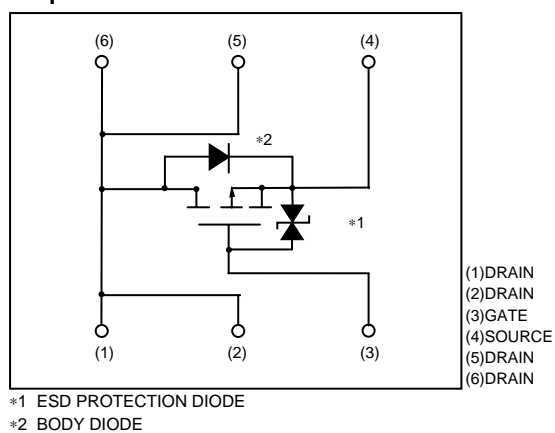 (6) (5) (4)
∗2
∗1
(1) (2) (3)
(1)DRAIN
(2)DRAIN
(3)GATE
(4)SOURCE
(5)DRAIN
(6)DRAIN
∗1 ESD PROTECTION DIODE
∗2 BODY DIODE